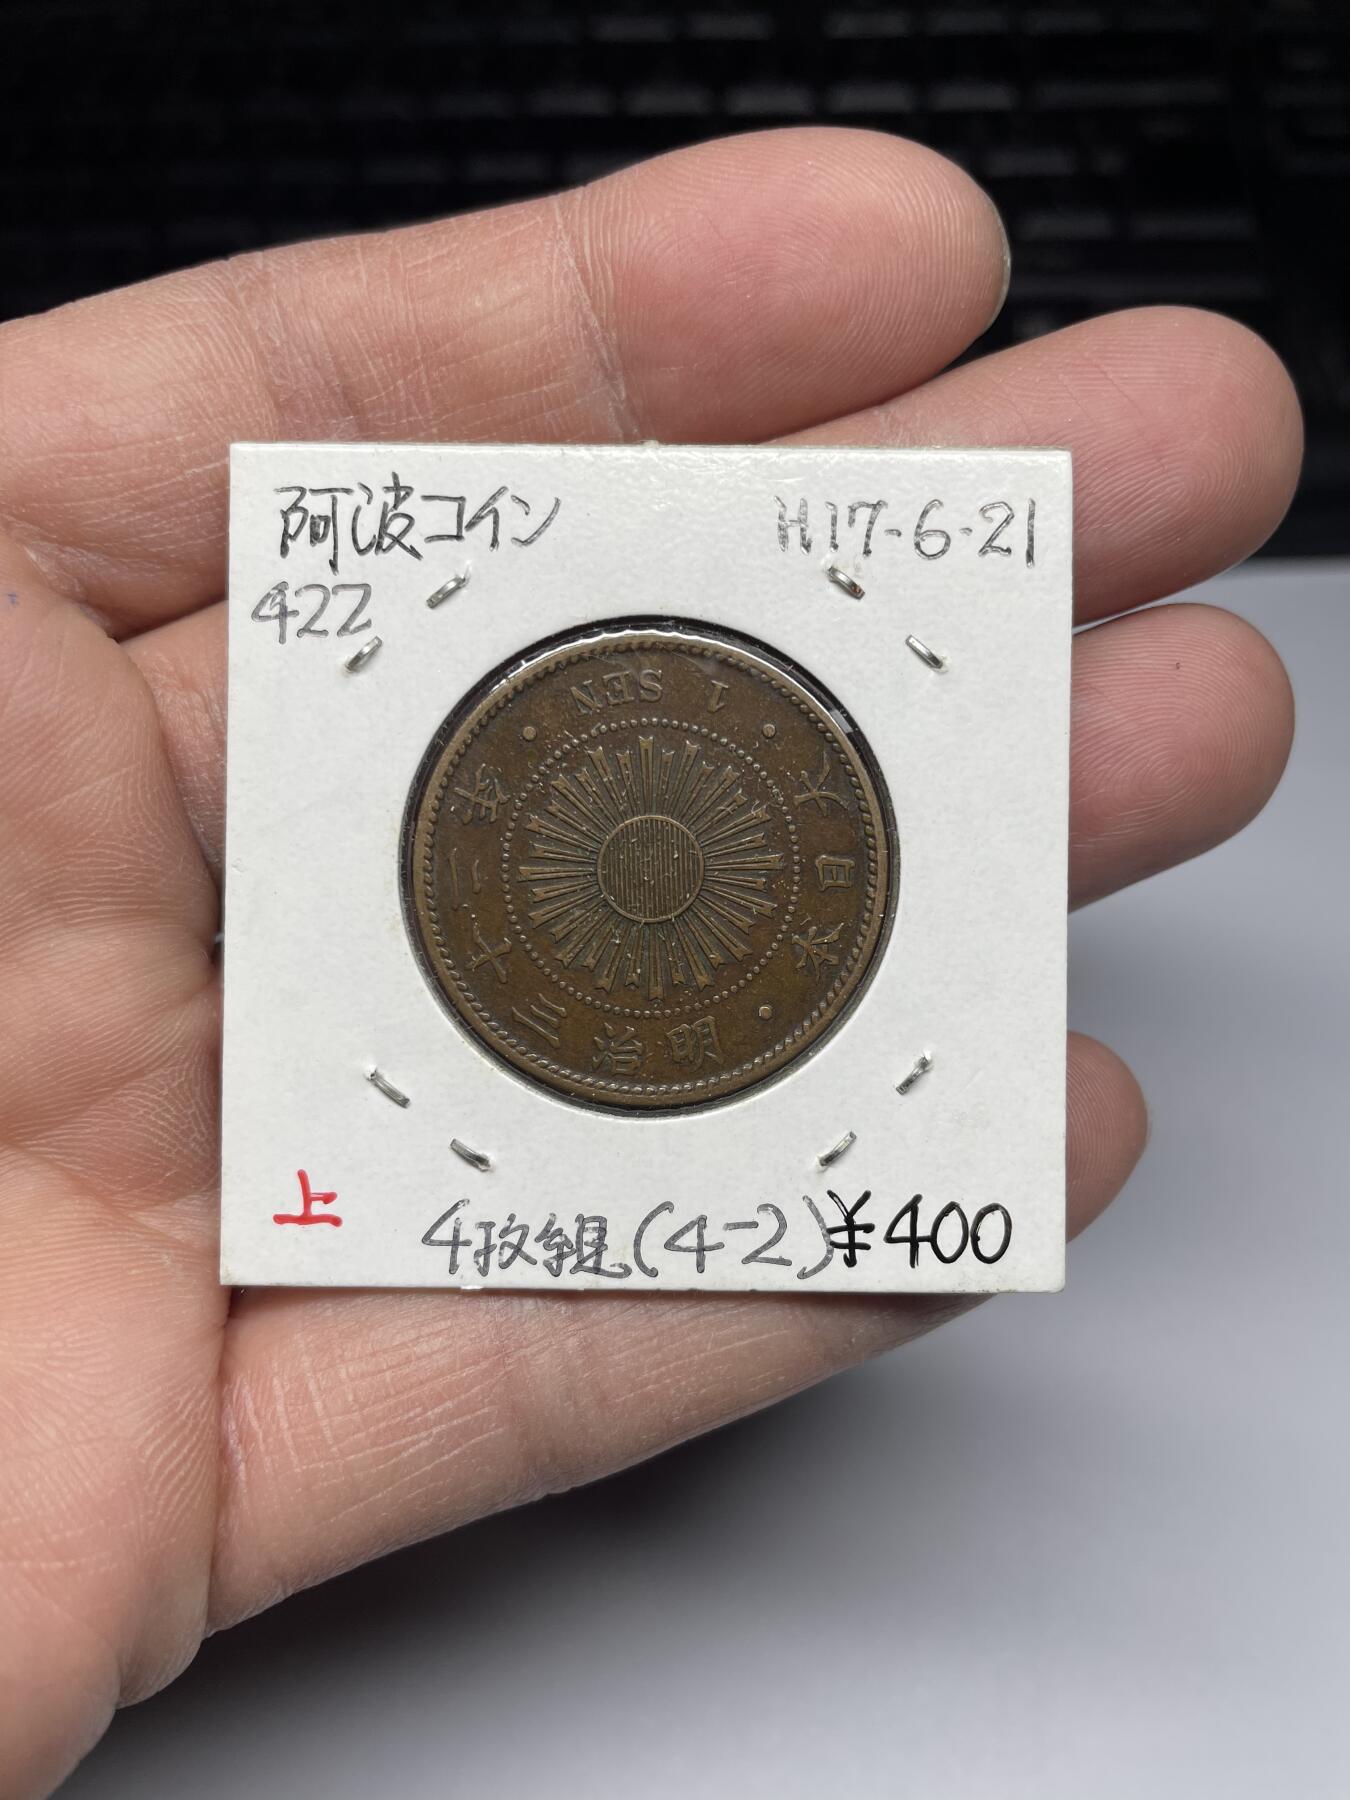 阿波コイン
H17-6-21
422
1 SEN
大日本
明治三十二年
上
4枚組(4-2)¥400